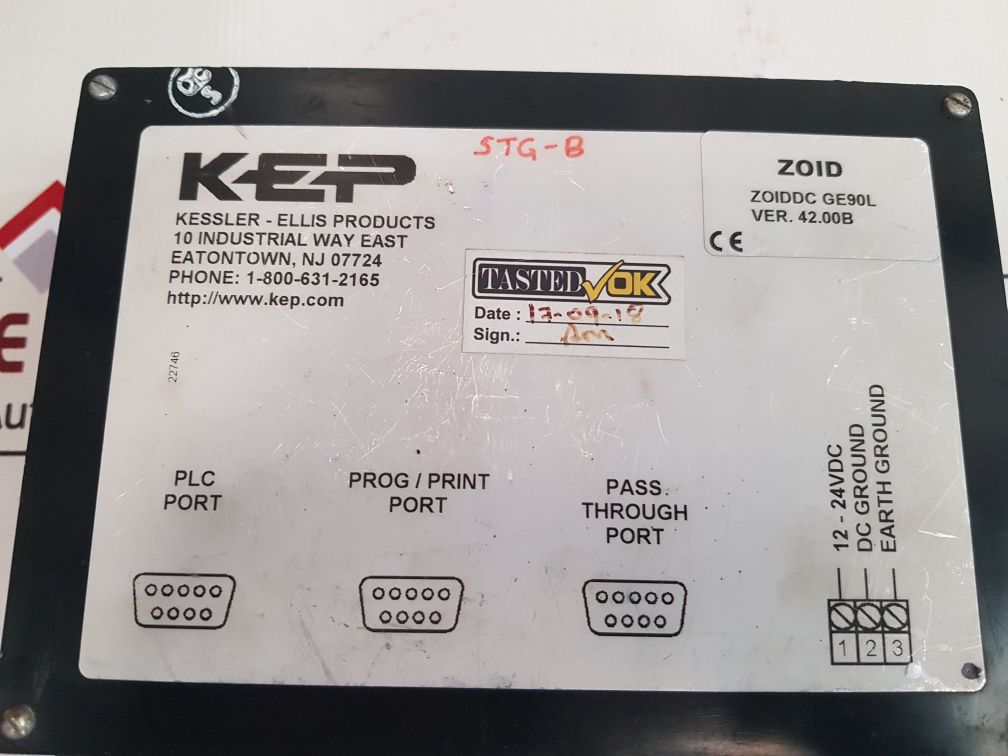 STG-B
KEP
KESSLER - ELLIS PRODUCTS
10 INDUSTRIAL WAY EAST
EATONTOWN, NJ 07724
PHONE: 1-800-631-2165
http://www.kep.com
ZOID
ZOIDDC GE90L
VER. 42.00B
CE
TASTED OK
Date : 17-09-18
Sign.:
22746
PLC
PORT
PROG / PRINT
PORT
PASS
THROUGH
PORT
12 - 24VDC
DC GROUND
EARTH GROUND
1 2 3